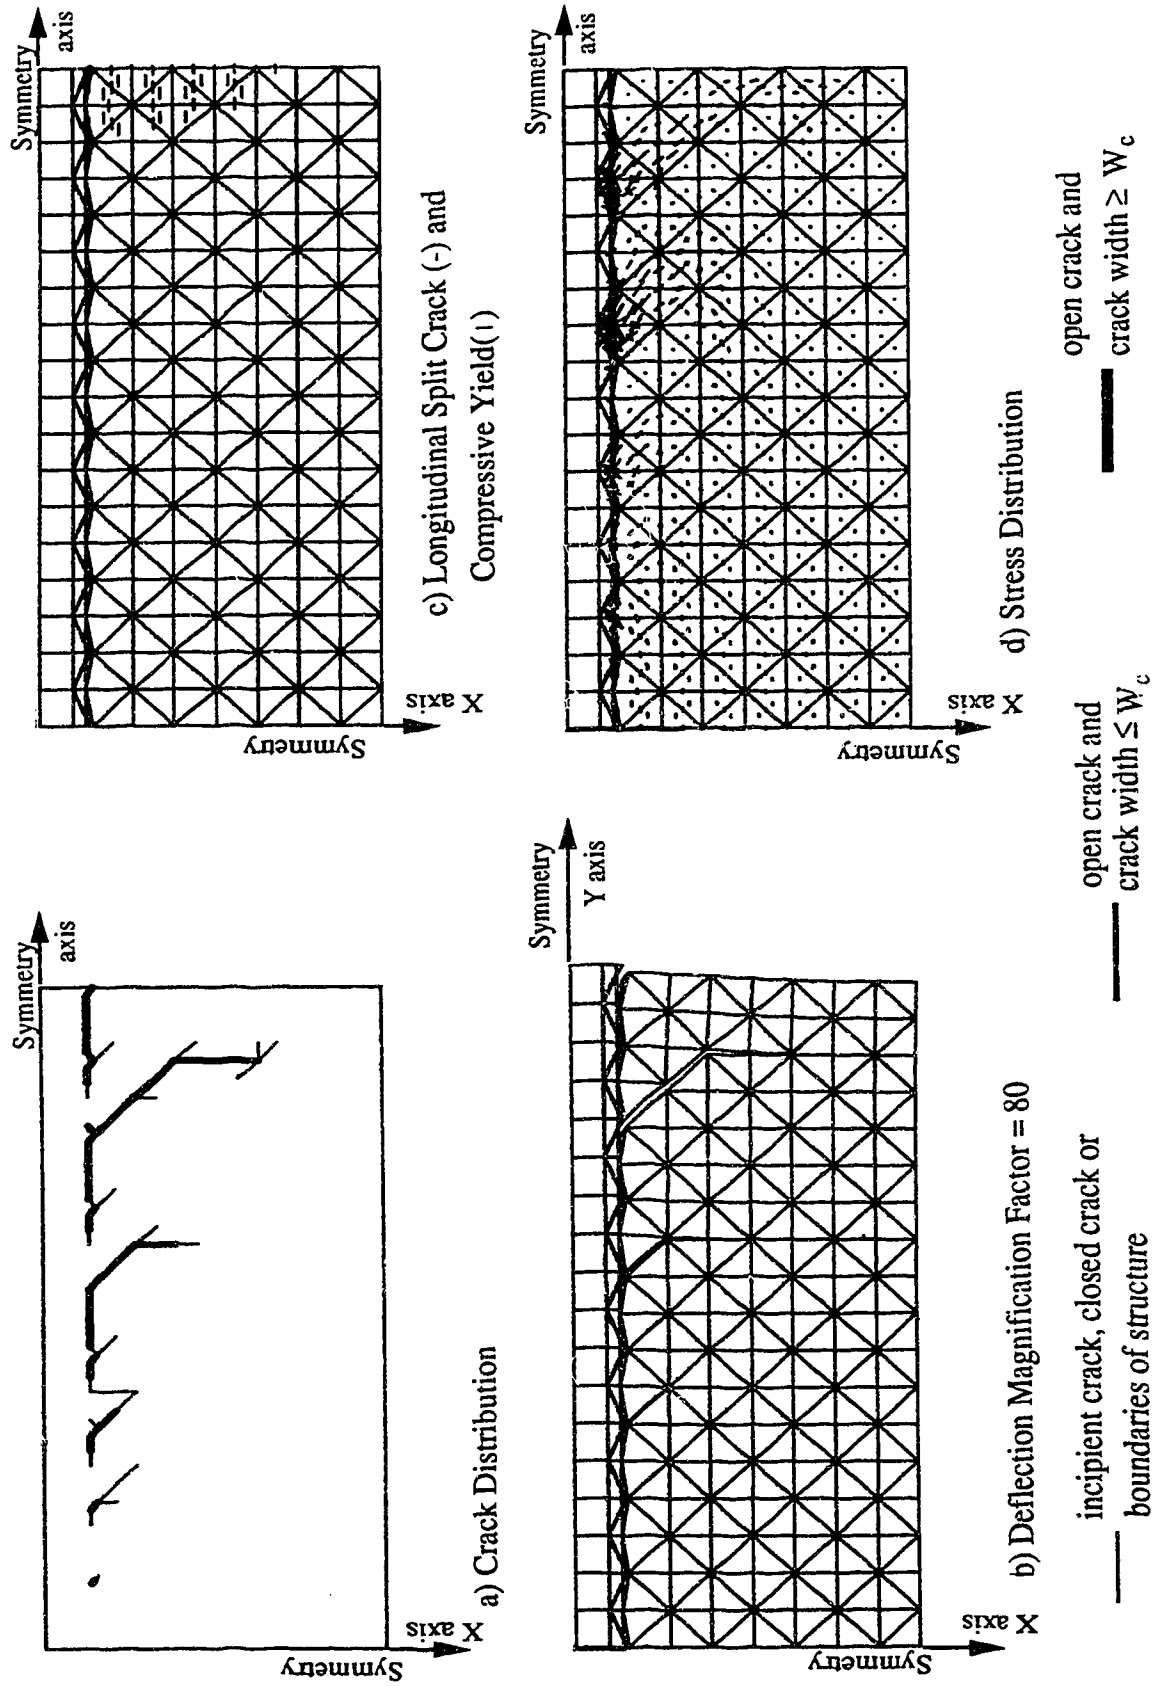 Symmetry
axis
X axis
Symmetry
a) Crack Distribution
Symmetry
axis
X axis
Symmetry
c) Longitudinal Split Crack (-) and
Compressive Yield(ı)
Symmetry
Y axis
X axis
Symmetry
b) Deflection Magnification Factor = 80
Symmetry
axis
X axis
Symmetry
d) Stress Distribution
incipient crack, closed crack or
boundaries of structure
open crack and
crack width ≤ Wc
open crack and
crack width ≥ Wc